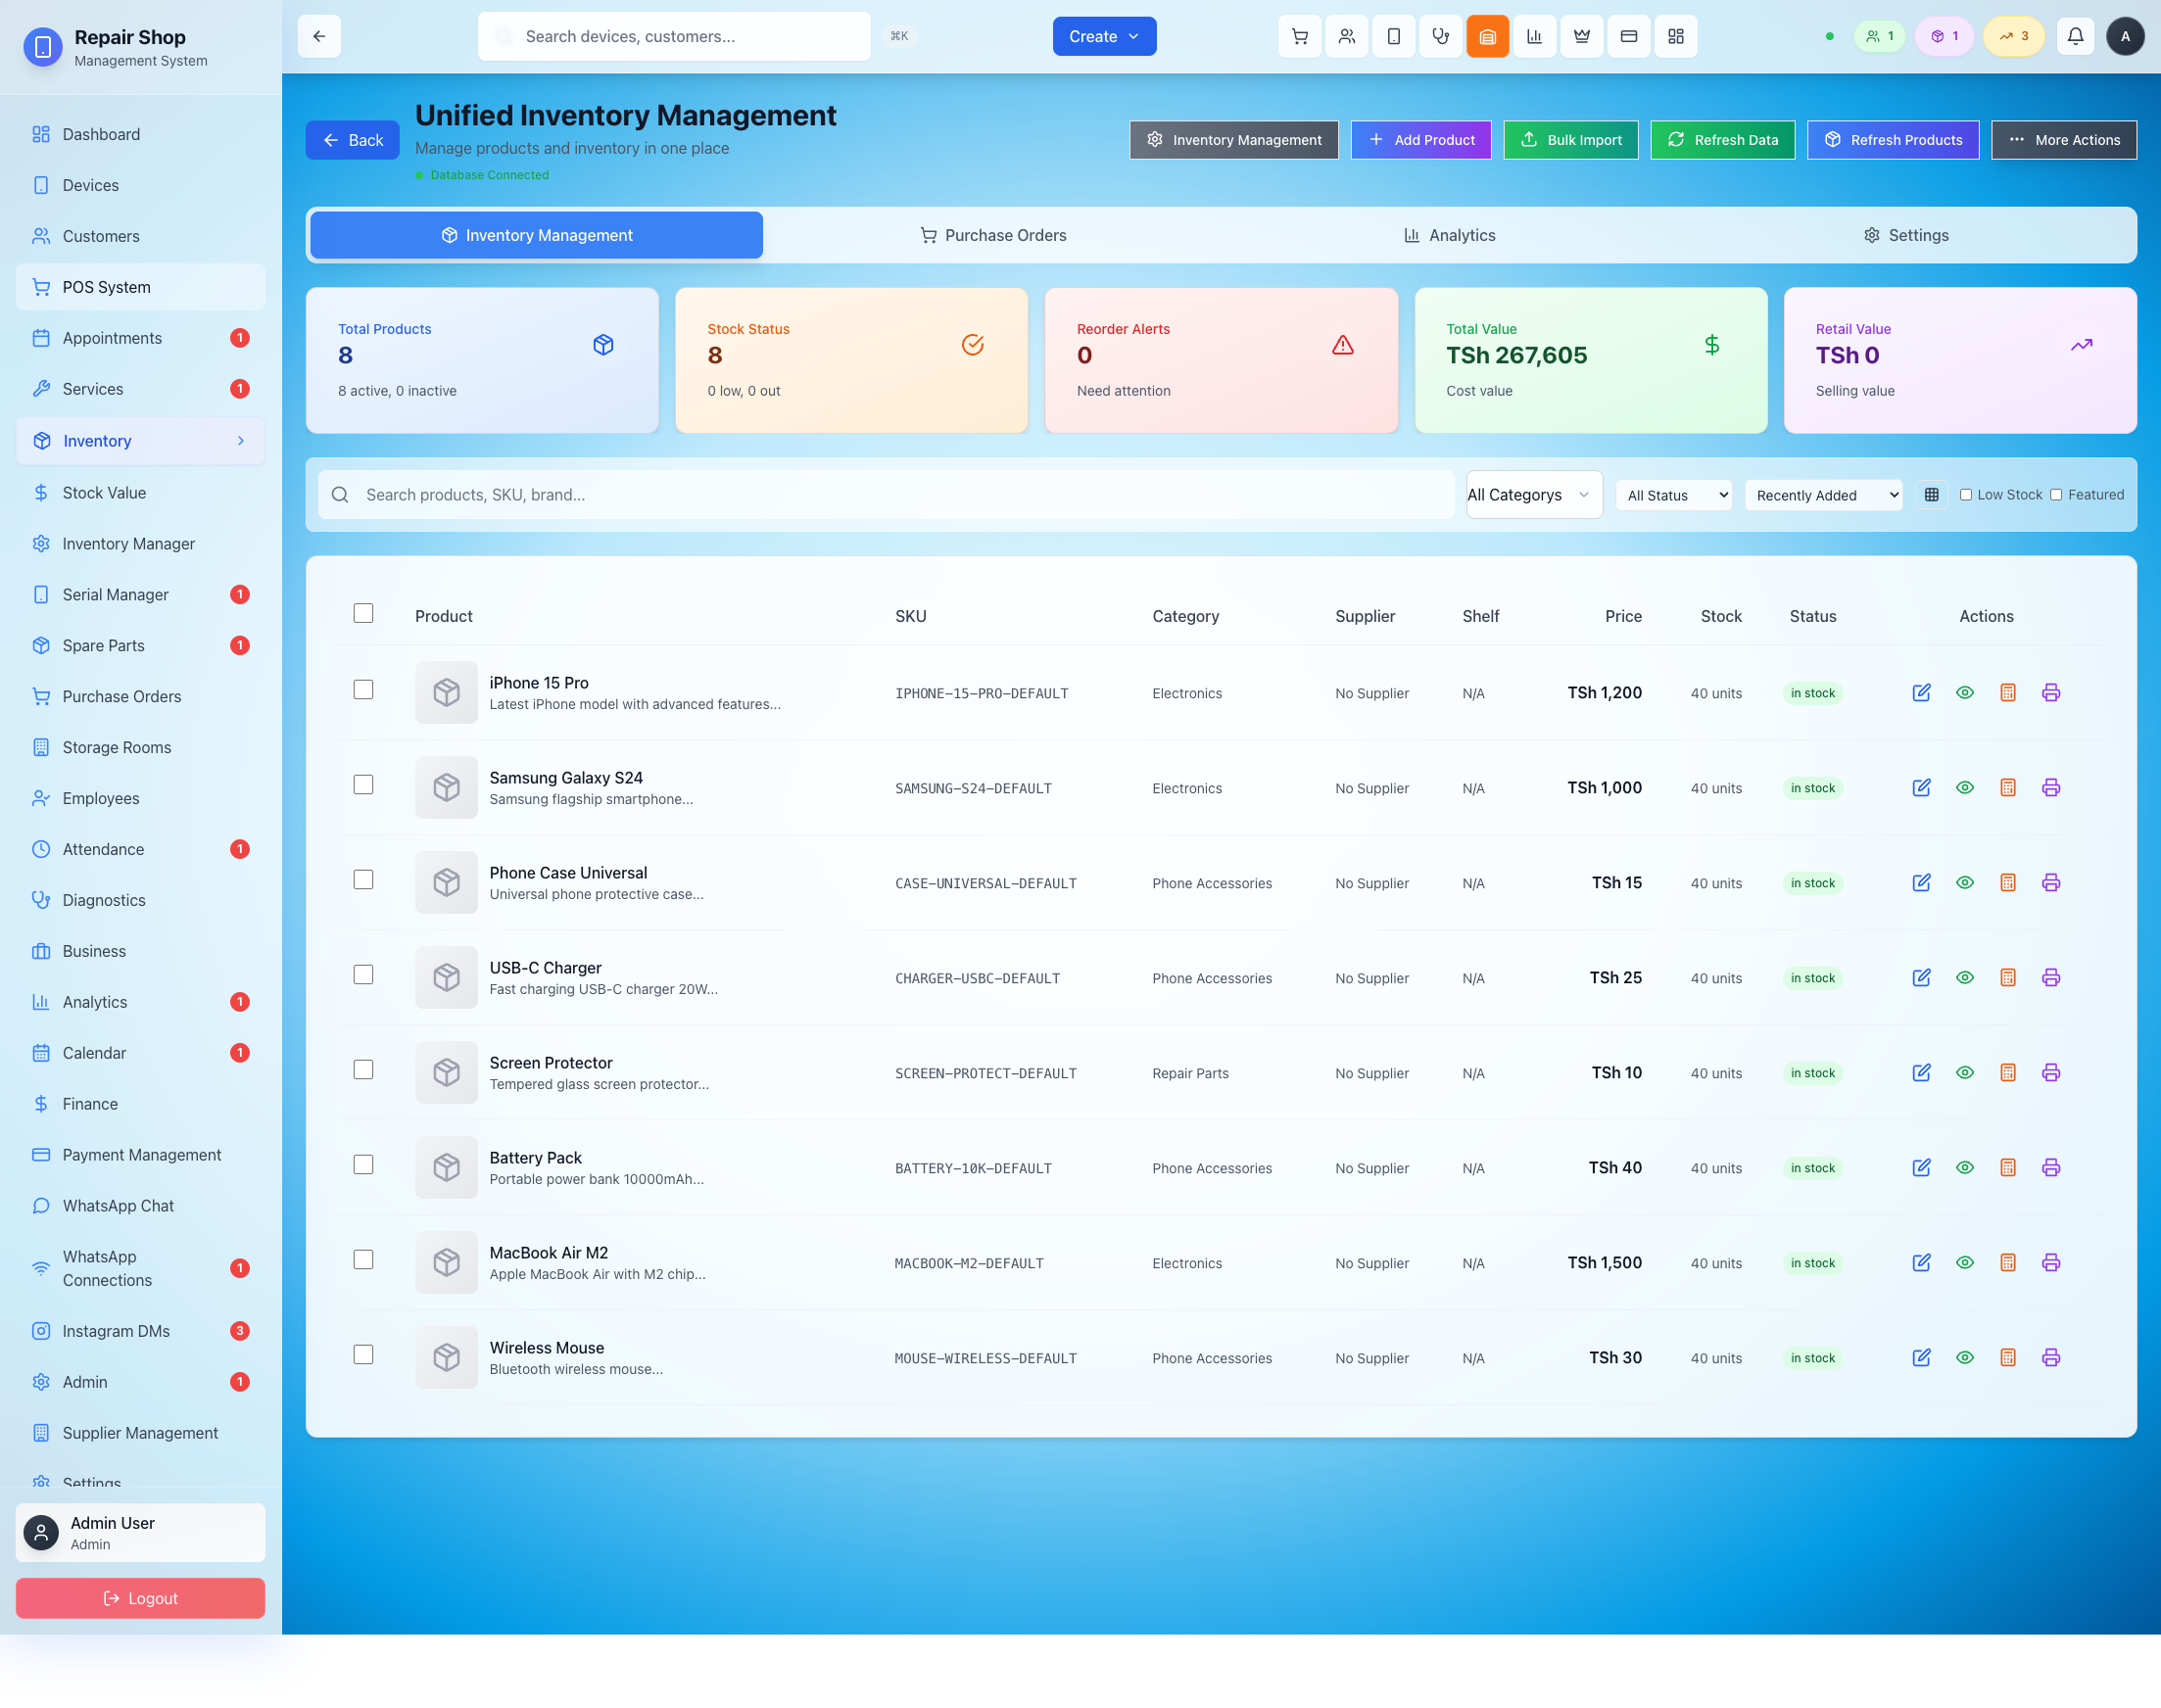 Repair Shop
Management System
Search devices, customers...
⌘K
Create
1
1
3
A
Dashboard
Devices
Customers
POS System
Appointments 1
Services 1
Inventory
Stock Value
Inventory Manager
Serial Manager 1
Spare Parts 1
Purchase Orders
Storage Rooms
Employees
Attendance 1
Diagnostics
Business
Analytics 1
Calendar 1
Finance
Payment Management
WhatsApp Chat
WhatsApp
Connections 1
Instagram DMs 3
Admin 1
Supplier Management
Settings
Admin User
Admin
Logout
Back
Unified Inventory Management
Manage products and inventory in one place
Database Connected
Inventory Management
Add Product
Bulk Import
Refresh Data
Refresh Products
More Actions
Inventory Management
Purchase Orders
Analytics
Settings
Total Products
8
8 active, 0 inactive
Stock Status
8
0 low, 0 out
Reorder Alerts
0
Need attention
Total Value
TSh 267,605
Cost value
Retail Value
TSh 0
Selling value
Search products, SKU, brand...
All Categorys
All Status
Recently Added
Low Stock
Featured
Product SKU Category Supplier Shelf Price Stock Status Actions
iPhone 15 Pro
Latest iPhone model with advanced features...
IPHONE-15-PRO-DEFAULT Electronics No Supplier N/A TSh 1,200 40 units in stock
Samsung Galaxy S24
Samsung flagship smartphone...
SAMSUNG-S24-DEFAULT Electronics No Supplier N/A TSh 1,000 40 units in stock
Phone Case Universal
Universal phone protective case...
CASE-UNIVERSAL-DEFAULT Phone Accessories No Supplier N/A TSh 15 40 units in stock
USB-C Charger
Fast charging USB-C charger 20W...
CHARGER-USBC-DEFAULT Phone Accessories No Supplier N/A TSh 25 40 units in stock
Screen Protector
Tempered glass screen protector...
SCREEN-PROTECT-DEFAULT Repair Parts No Supplier N/A TSh 10 40 units in stock
Battery Pack
Portable power bank 10000mAh...
BATTERY-10K-DEFAULT Phone Accessories No Supplier N/A TSh 40 40 units in stock
MacBook Air M2
Apple MacBook Air with M2 chip...
MACBOOK-M2-DEFAULT Electronics No Supplier N/A TSh 1,500 40 units in stock
Wireless Mouse
Bluetooth wireless mouse...
MOUSE-WIRELESS-DEFAULT Phone Accessories No Supplier N/A TSh 30 40 units in stock